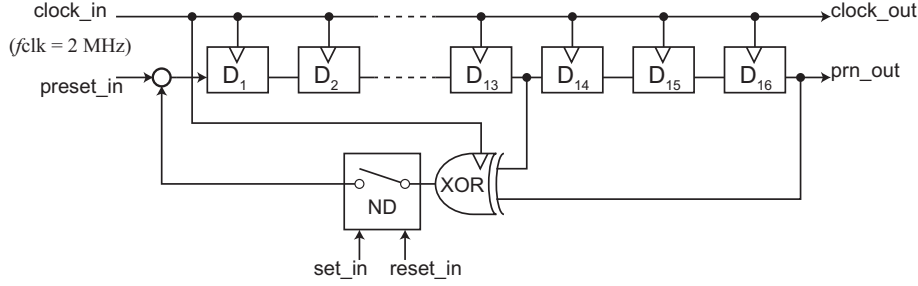 clock_in
clock_out
(fclk = 2 MHz)
preset_in
D1
D2
D13
D14
D15
D16
prn_out
XOR
ND
set_in
reset_in